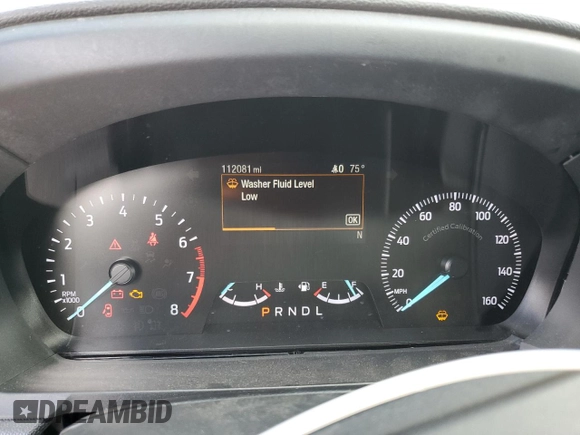 112081 mi 0 75°
Washer Fluid Level
Low
OK
N
0 1 2 3 4 5 6 7 8
RPM
x1000
H E F
P R N D L
0 20 40 60 80 100 120 140 160
Certified Calibration
MPH
DREAMBID